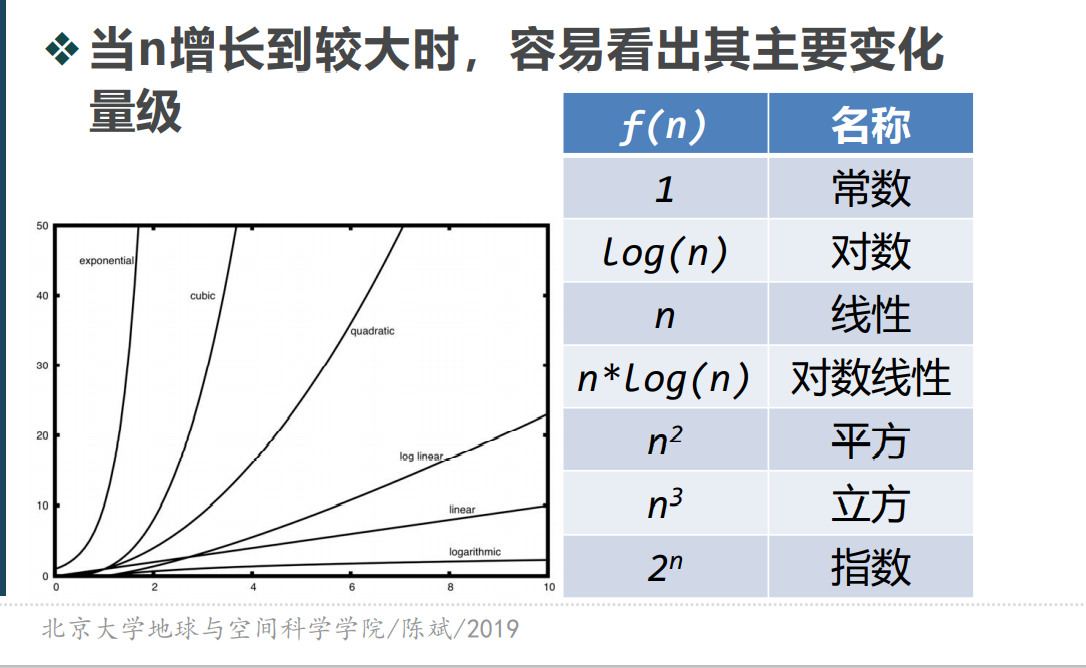 ❖当n增长到较大时，容易看出其主要变化
量级
f(n) 名称
1 常数
log(n) 对数
n 线性
n*log(n) 对数线性
n² 平方
n³ 立方
2ⁿ 指数
50
40
30
20
10
0
exponential
cubic
quadratic
log linear
linear
logarithmic
0 2 4 6 8 10
北京大学地球与空间科学学院/陈斌/2019